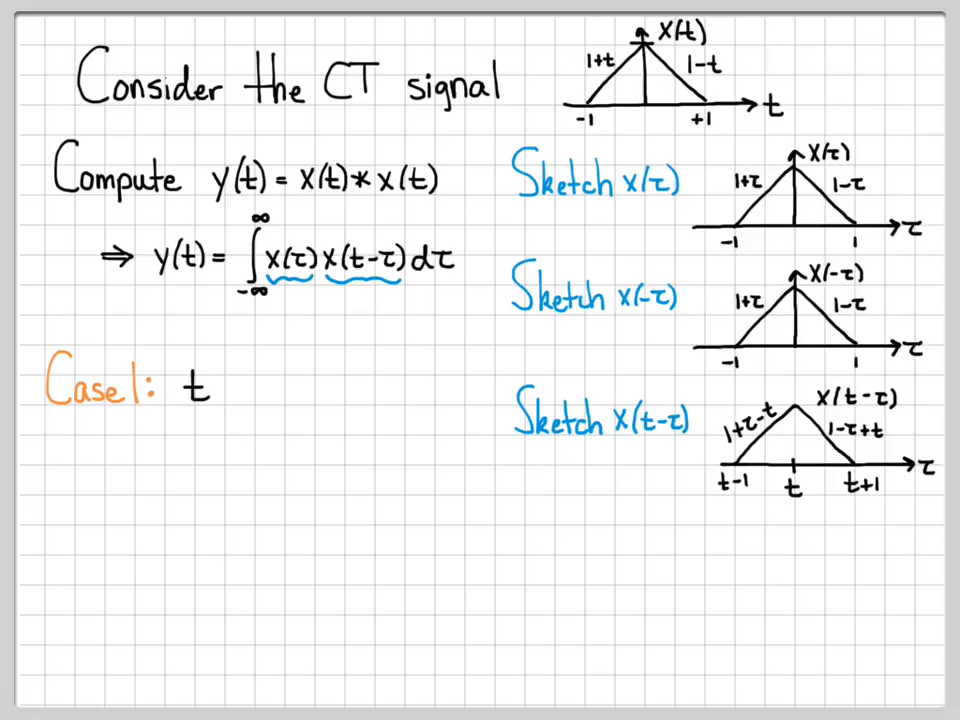 Consider the CT signal
x(t)
1+t
1-t
-1
+1
t
Compute y(t) = x(t)*x(t)
⇒ y(t) = ∫_{-∞}^{∞} x(τ) x(t-τ) dτ
Sketch x(τ)
x(τ)
1+τ
1-τ
-1
1
τ
Sketch x(-τ)
x(-τ)
1+τ
1-τ
-1
1
τ
Case 1: t
Sketch x(t-τ)
x(t-τ)
1+τ-t
1-τ+t
t-1
t
t+1
τ